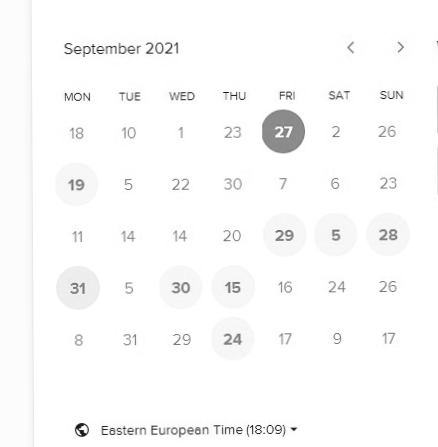 September 2021
MON TUE WED THU FRI SAT SUN
18 10 1 23 27 2 26
19 5 22 30 7 6 23
11 14 14 20 29 5 28
31 5 30 15 16 24 26
8 31 29 24 17 9 17
Eastern European Time (18:09)